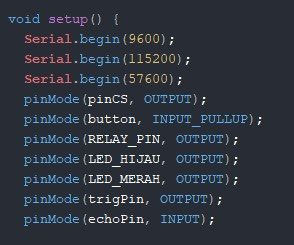 void setup() {
Serial.begin(9600);
Serial.begin(115200);
Serial.begin(57600);
pinMode(pinCS, OUTPUT);
pinMode(button, INPUT_PULLUP);
pinMode(RELAY_PIN, OUTPUT);
pinMode(LED_HIJAU, OUTPUT);
pinMode(LED_MERAH, OUTPUT);
pinMode(trigPin, OUTPUT);
pinMode(echoPin, INPUT);